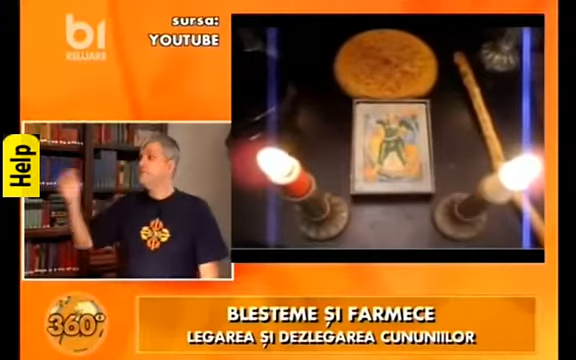 b1
RELUARE
sursa:
YOUTUBE
Help
360°
BLESTEME ȘI FARMECE
LEGAREA ȘI DEZLEGAREA CUNUNIILOR